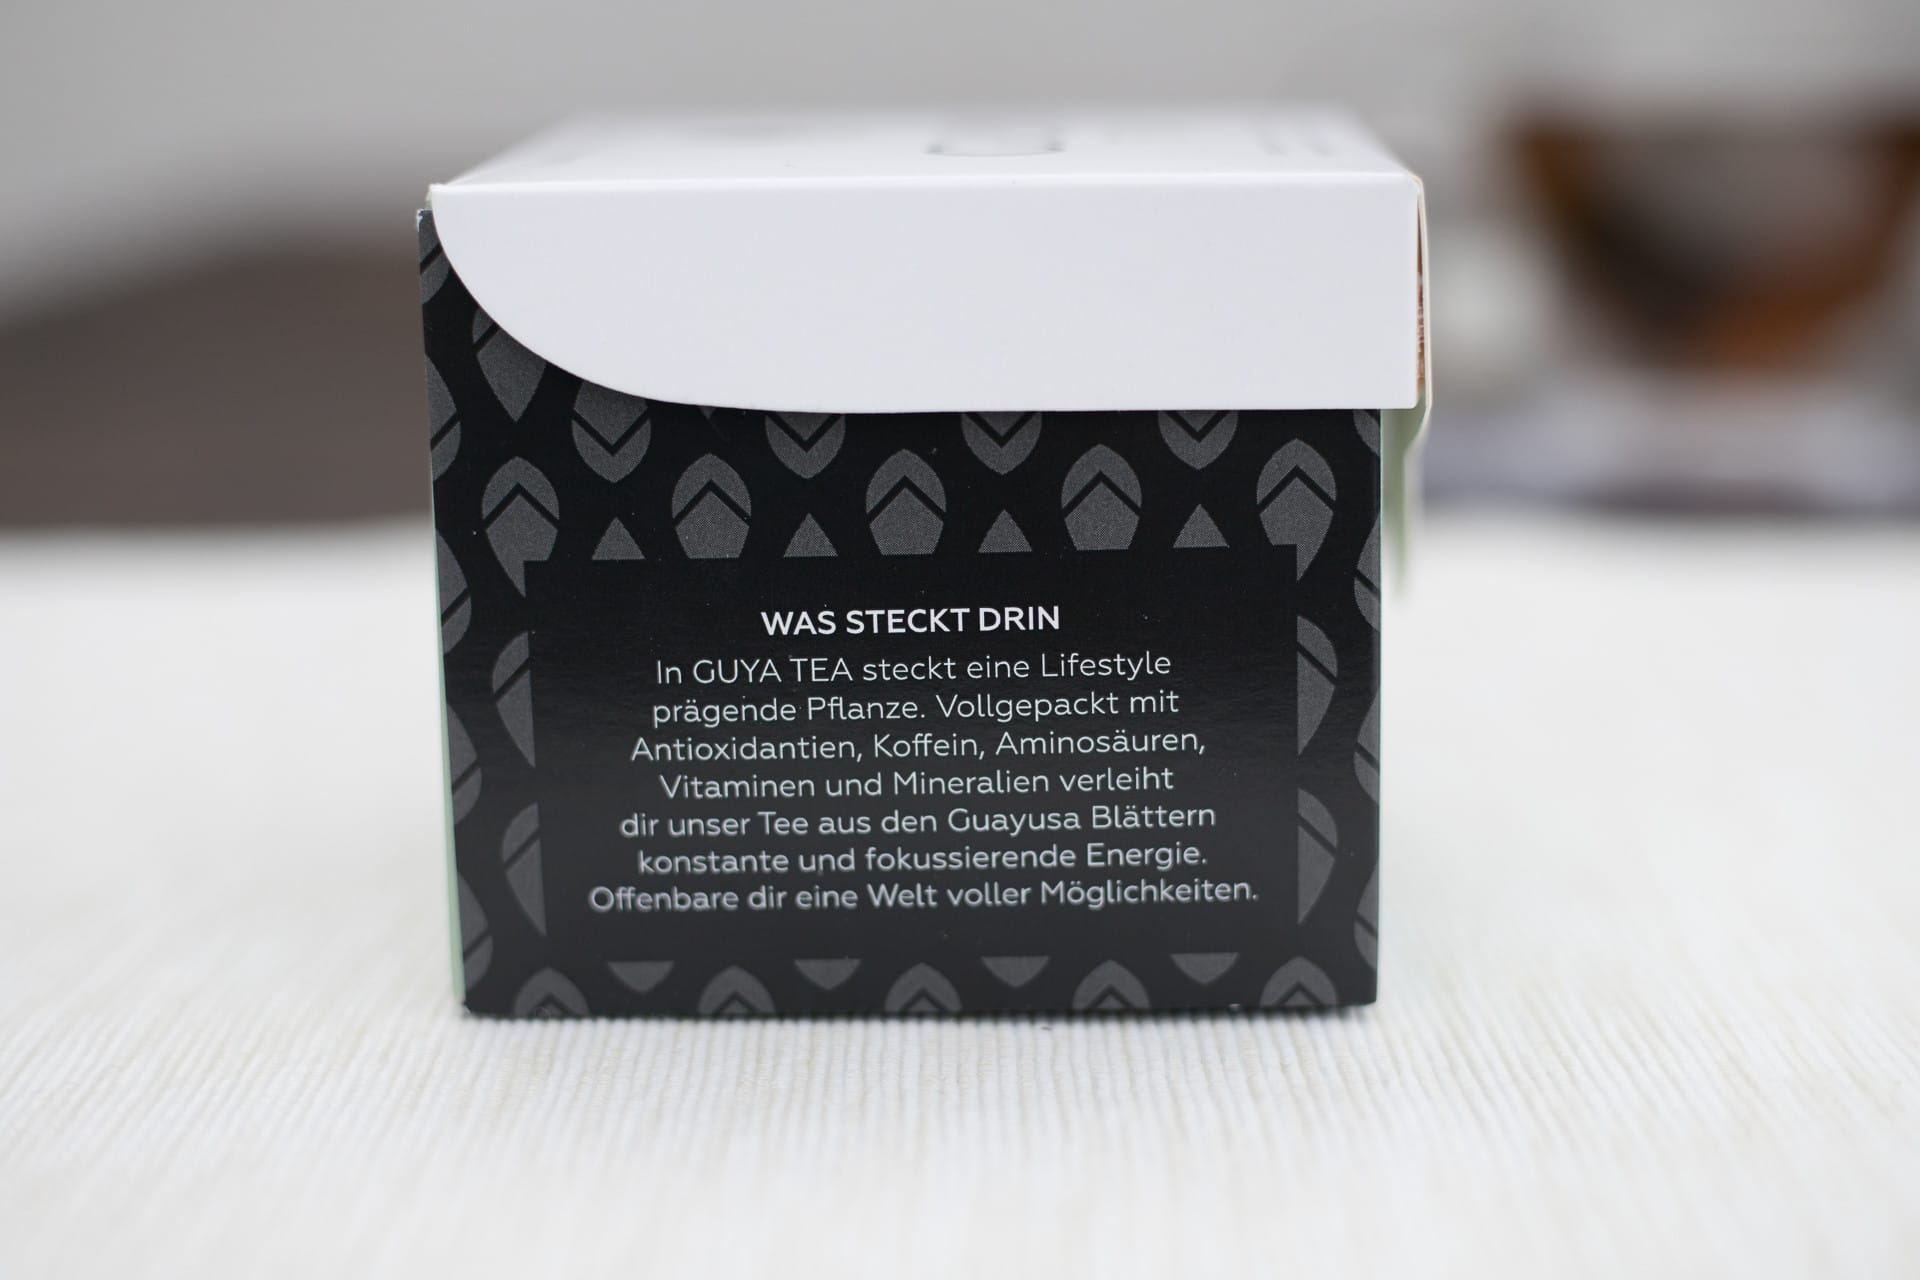 WAS STECKT DRIN
In GUYA TEA steckt eine Lifestyle
prägende Pflanze. Vollgepackt mit
Antioxidantien, Koffein, Aminosäuren,
Vitaminen und Mineralien verleiht
dir unser Tee aus den Guayusa Blättern
konstante und fokussierende Energie.
Offenbare dir eine Welt voller Möglichkeiten.